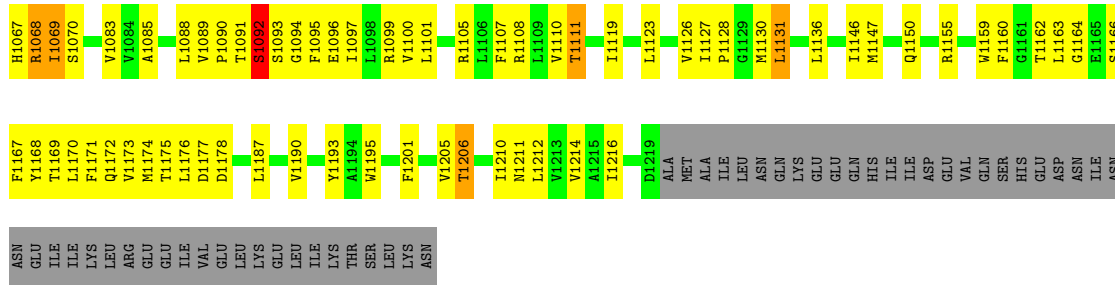 H1067 R1068 I1069 S1070 V1083 V1084 A1085 L1088 V1089 P1090 T1091 S1092 S1093 G1094 F1095 E1096 I1097 L1098 R1099 V1100 L1101 R1105 L1106 F1107 R1108 L1109 V1110 T1111 I1119 L1123 V1126 I1127 P1128 G1129 M1130 L1131 L1136 I1146 M1147 Q1150 R1155 W1159 F1160 G1161 T1162 L1163 G1164 E1165 S1166
F1167 Y1168 T1169 L1170 F1171 Q1172 V1173 M1174 T1175 L1176 D1177 D1178 L1187 V1190 Y1193 A1194 W1195 F1201 V1205 T1206 I1210 N1211 L1212 V1213 V1214 A1215 I1216 D1219 ALA MET ALA ILE LEU ASN GLN LYS GLU GLU GLN HIS ILE ILE ASP GLU VAL GLN SER HIS GLU ASP ASN ILE ASN
ASN GLU ILE ILE LYS LEU ARG GLU GLU ILE VAL GLU LEU LYS GLU LEU ILE LYS THR SER LEU LYS ASN